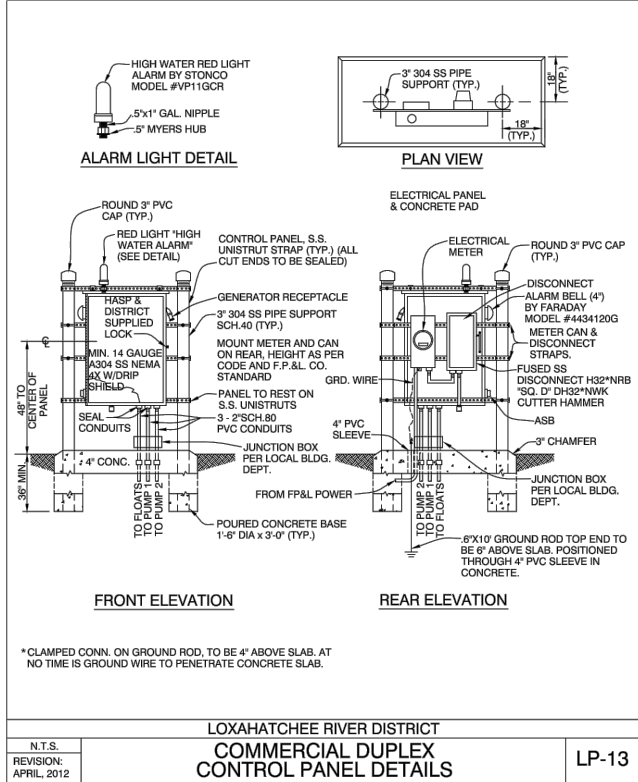 HIGH WATER RED LIGHT
ALARM BY STONCO
MODEL #VP11GCR
.5"x1" GAL. NIPPLE
.5" MYERS HUB
ALARM LIGHT DETAIL
3" 304 SS PIPE
SUPPORT (TYP.)
18"
(TYP.)
18"
(TYP.)
PLAN VIEW
ELECTRICAL PANEL
& CONCRETE PAD
ROUND 3" PVC
CAP (TYP.)
RED LIGHT "HIGH
WATER ALARM"
(SEE DETAIL)
CONTROL PANEL, S.S.
UNISTRUT STRAP (TYP.) (ALL
CUT ENDS TO BE SEALED)
GENERATOR RECEPTACLE
3" 304 SS PIPE SUPPORT
SCH.40 (TYP.)
MOUNT METER AND CAN
ON REAR, HEIGHT AS PER
CODE AND F.P.&L. CO.
STANDARD
PANEL TO REST ON
S.S. UNISTRUTS
3 - 2"SCH.80
PVC CONDUITS
JUNCTION BOX
PER LOCAL BLDG.
DEPT.
POURED CONCRETE BASE
1'-6" DIA x 3'-0" (TYP.)
HASP &
DISTRICT
SUPPLIED
LOCK
MIN. 14 GAUGE
A304 SS NEMA
4X W/DRIP
SHIELD
SEAL
CONDUITS
48" TO
CENTER OF
PANEL
36" MIN.
4" CONC.
TO FLOATS
TO PUMP 1
TO PUMP 2
FRONT ELEVATION
ELECTRICAL
METER
ROUND 3" PVC CAP
(TYP.)
DISCONNECT
ALARM BELL (4")
BY FARADAY
MODEL #4434120G
METER CAN &
DISCONNECT
STRAPS.
FUSED SS
DISCONNECT H32*NRB
"SQ. D" DH32*NWK
CUTTER HAMMER
ASB
3" CHAMFER
JUNCTION BOX
PER LOCAL BLDG.
DEPT.
GRD. WIRE
4" PVC
SLEEVE
FROM FP&L POWER
TO PUMP 2
TO PUMP 1
TO FLOATS
.6"X10' GROUND ROD TOP END TO
BE 6" ABOVE SLAB. POSITIONED
THROUGH 4" PVC SLEEVE IN
CONCRETE.
REAR ELEVATION
*CLAMPED CONN. ON GROUND ROD, TO BE 4" ABOVE SLAB. AT
NO TIME IS GROUND WIRE TO PENETRATE CONCRETE SLAB.
LOXAHATCHEE RIVER DISTRICT
N.T.S.
REVISION:
APRIL, 2012
COMMERCIAL DUPLEX
CONTROL PANEL DETAILS
LP-13